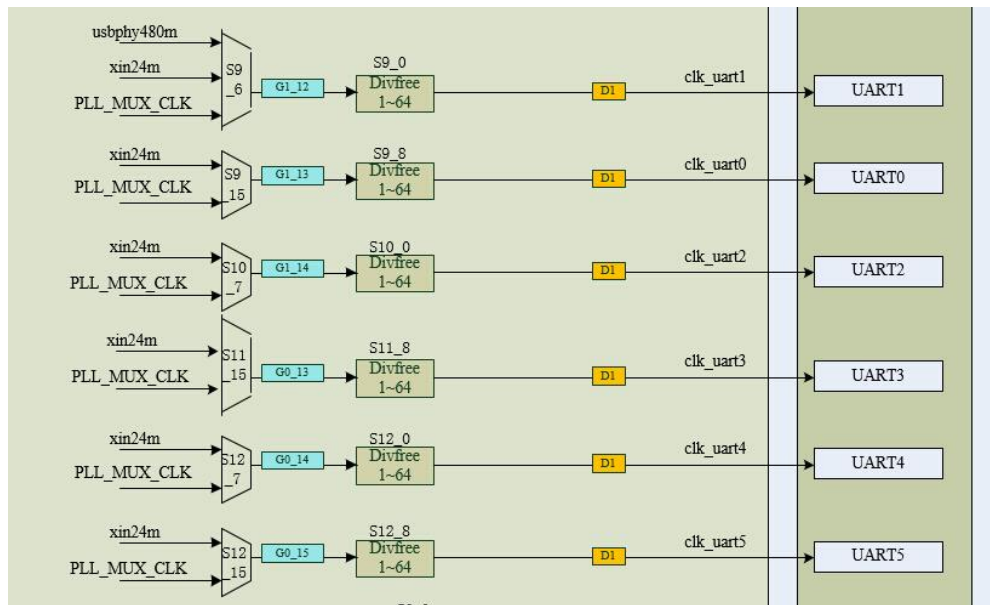 usbphy480m
xin24m
PLL_MUX_CLK
S9
_6
G1_12
S9_0
Divfree
1~64
D1
clk_uart1
UART1
xin24m
PLL_MUX_CLK
S9
_15
G1_13
S9_8
Divfree
1~64
D1
clk_uart0
UART0
xin24m
PLL_MUX_CLK
S10
_7
G1_14
S10_0
Divfree
1~64
D1
clk_uart2
UART2
xin24m
PLL_MUX_CLK
S11
_15
G0_13
S11_8
Divfree
1~64
D1
clk_uart3
UART3
xin24m
PLL_MUX_CLK
S12
_7
G0_14
S12_0
Divfree
1~64
D1
clk_uart4
UART4
xin24m
PLL_MUX_CLK
S12
_15
G0_15
S12_8
Divfree
1~64
D1
clk_uart5
UART5